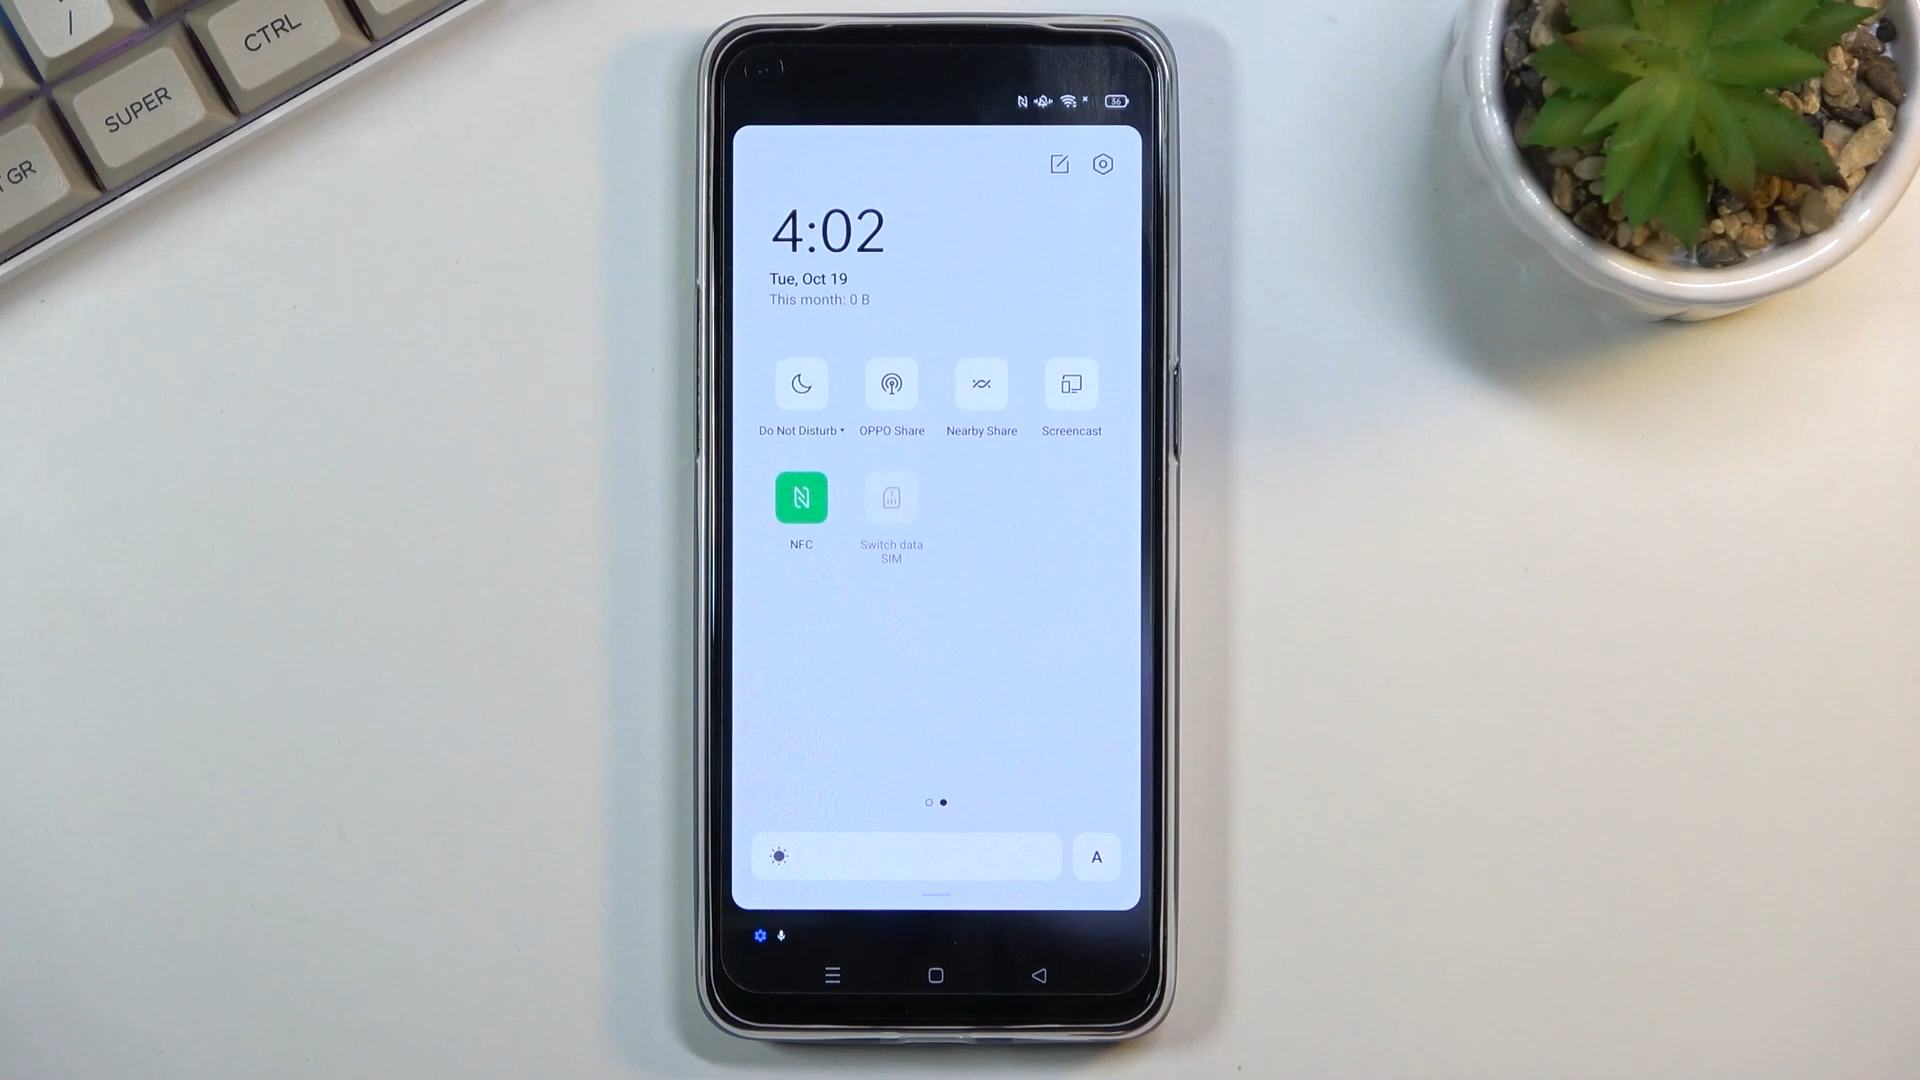 /
CTRL
SUPER
T GR
56
4:02
Tue, Oct 19
This month: 0 B
Do Not Disturb
OPPO Share
Nearby Share
Screencast
NFC
Switch data
SIM
A